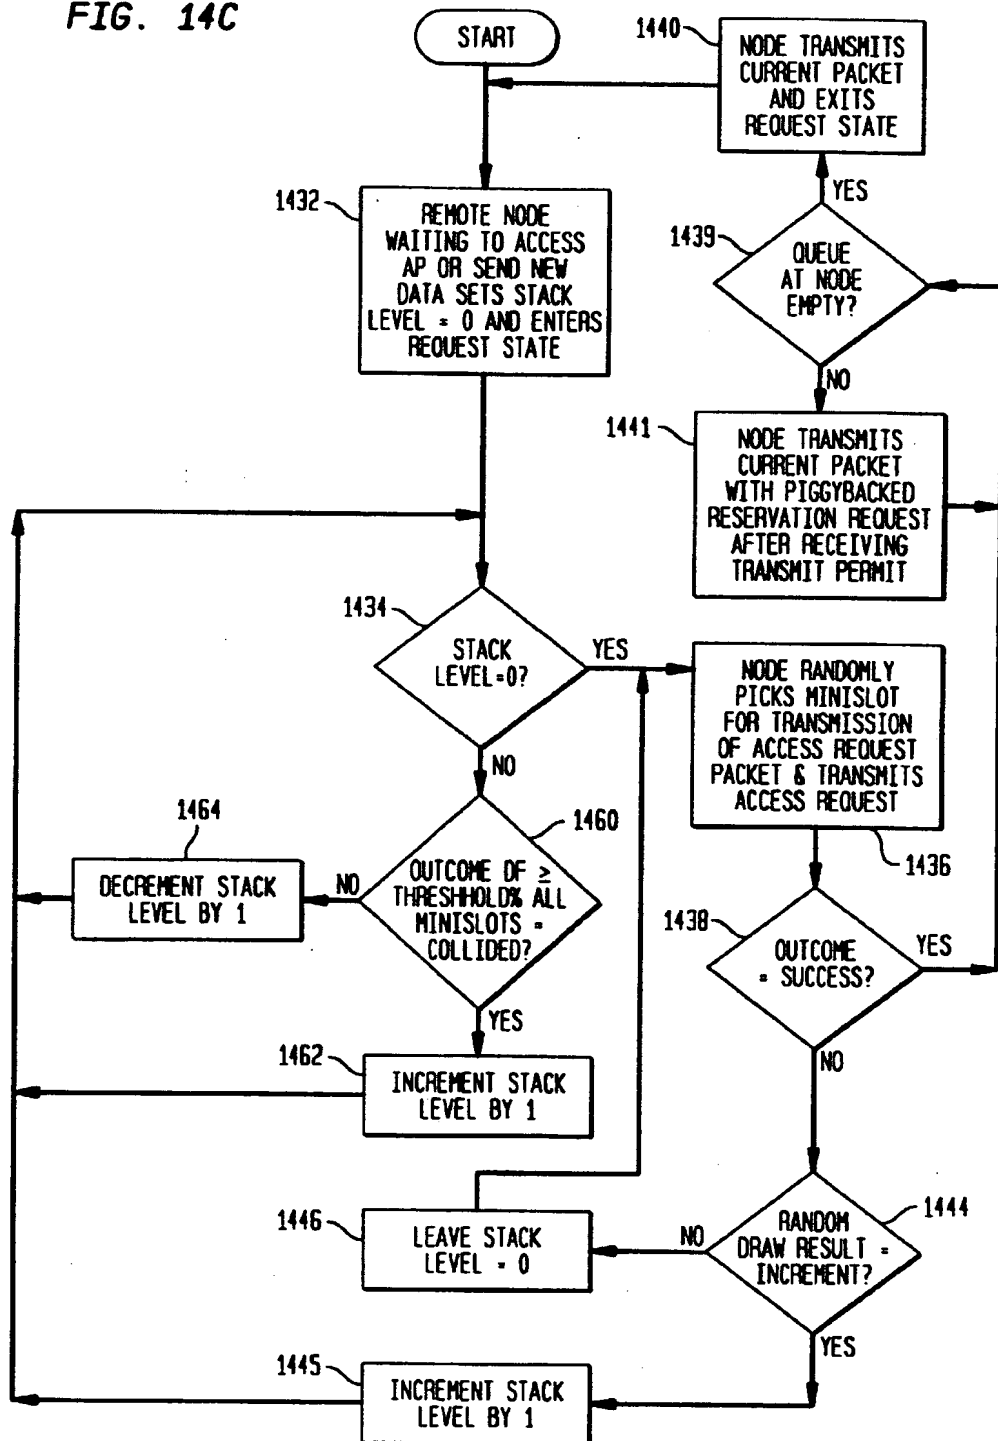 FIG. 14C
START
1440
NODE TRANSMITS
CURRENT PACKET
AND EXITS
REQUEST STATE
YES
1432
REMOTE NODE
WAITING TO ACCESS
AP OR SEND NEW
DATA SETS STACK
LEVEL = 0 AND ENTERS
REQUEST STATE
1439
QUEUE
AT NODE
EMPTY?
NO
1441
NODE TRANSMITS
CURRENT PACKET
WITH PIGGYBACKED
RESERVATION REQUEST
AFTER RECEIVING
TRANSMIT PERMIT
1434
STACK
LEVEL=0?
YES
NO
NODE RANDOMLY
PICKS MINISLOT
FOR TRANSMISSION
OF ACCESS REQUEST
PACKET & TRANSMITS
ACCESS REQUEST
1436
1464
DECREMENT STACK
LEVEL BY 1
NO
1460
OUTCOME OF ≥
THRESHHOLD% ALL
MINISLOTS =
COLLIDED?
YES
1438
OUTCOME
= SUCCESS?
YES
NO
1462
INCREMENT STACK
LEVEL BY 1
1446
LEAVE STACK
LEVEL = 0
NO
1444
RANDOM
DRAW RESULT =
INCREMENT?
YES
1445
INCREMENT STACK
LEVEL BY 1